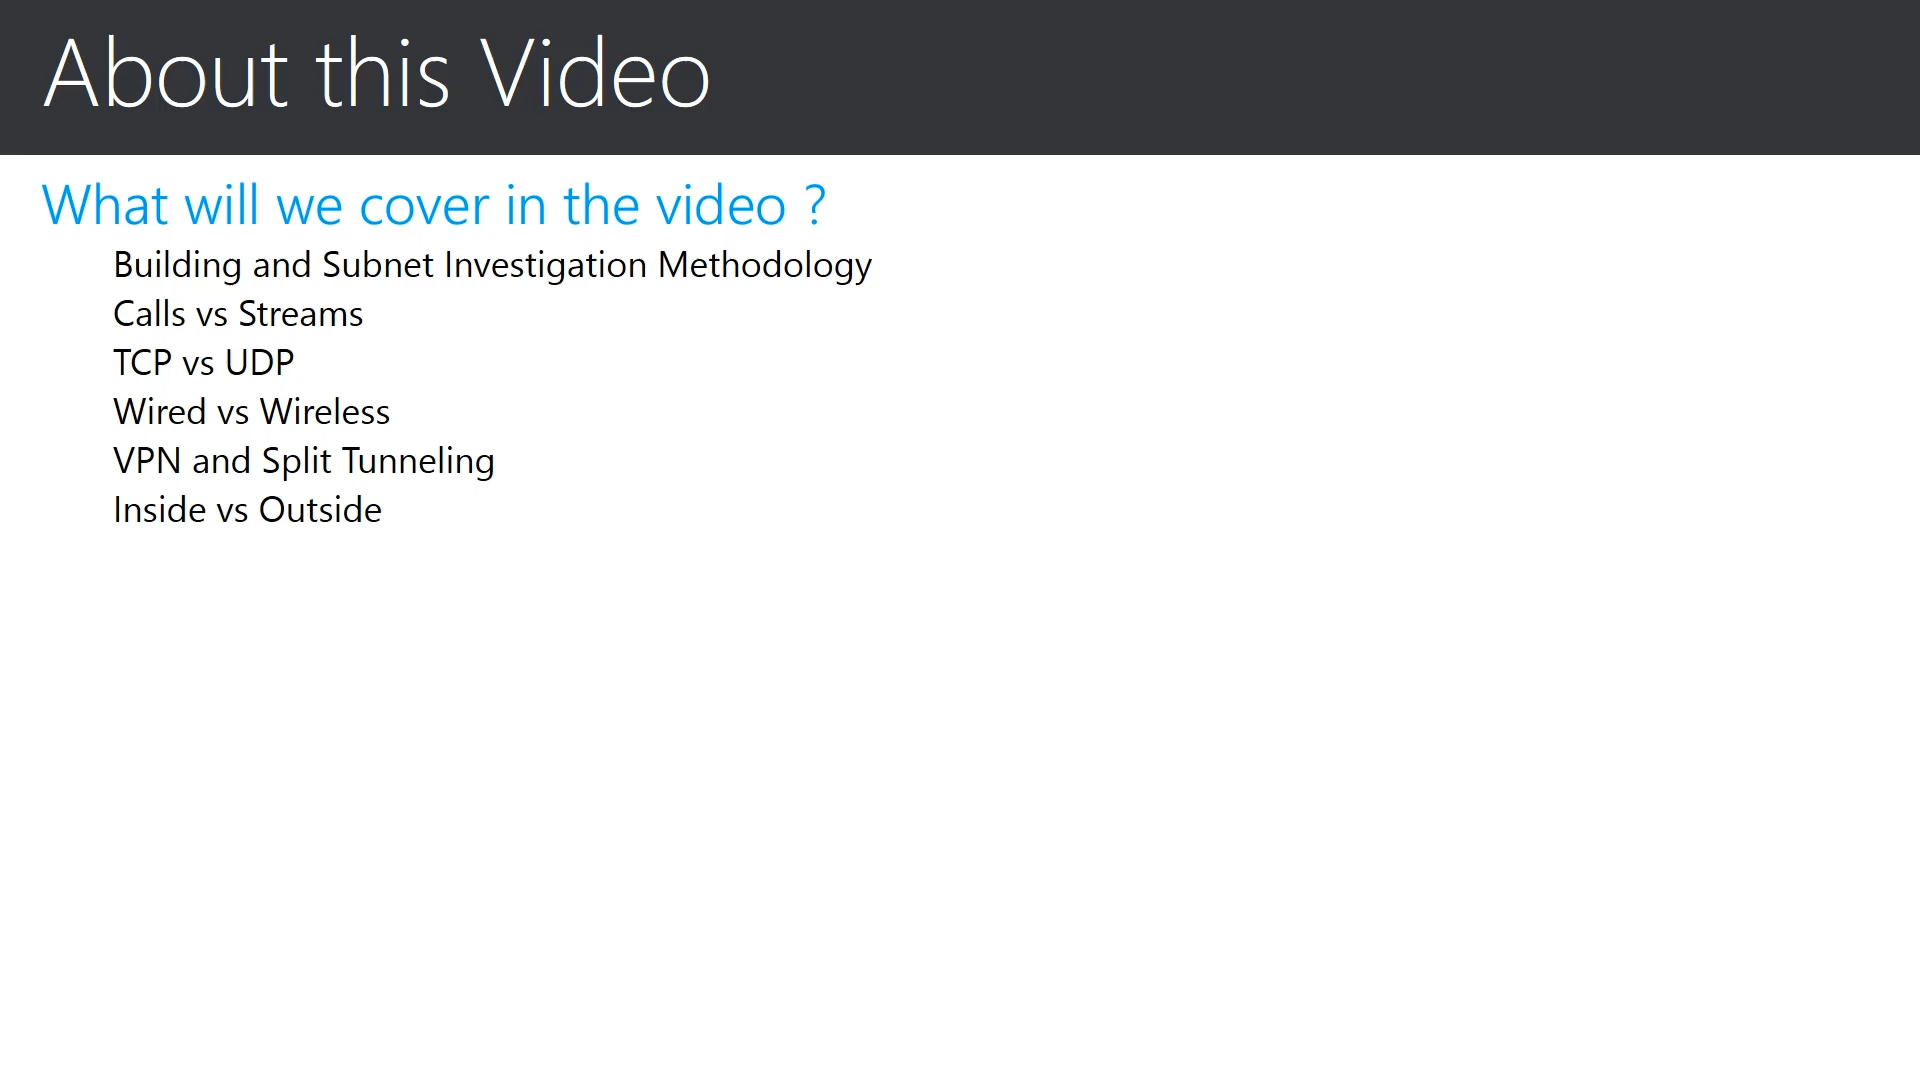 About this Video
What will we cover in the video ?
Building and Subnet Investigation Methodology
Calls vs Streams
TCP vs UDP
Wired vs Wireless
VPN and Split Tunneling
Inside vs Outside